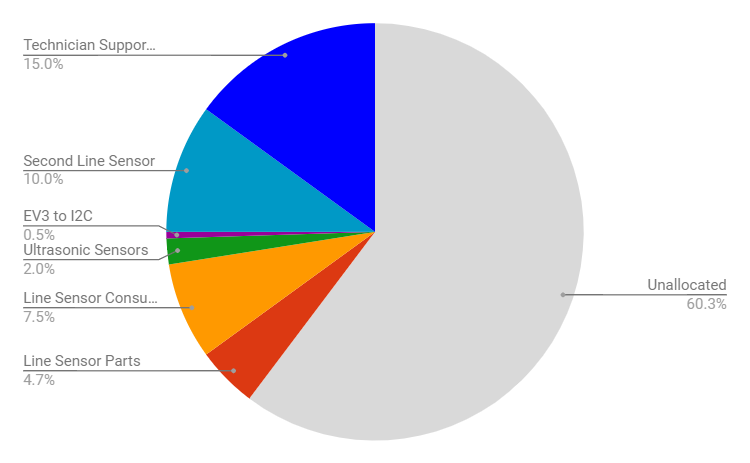 Technician Suppor...
15.0%
Second Line Sensor
10.0%
EV3 to I2C
0.5%
Ultrasonic Sensors
2.0%
Line Sensor Consu...
7.5%
Line Sensor Parts
4.7%
Unallocated
60.3%